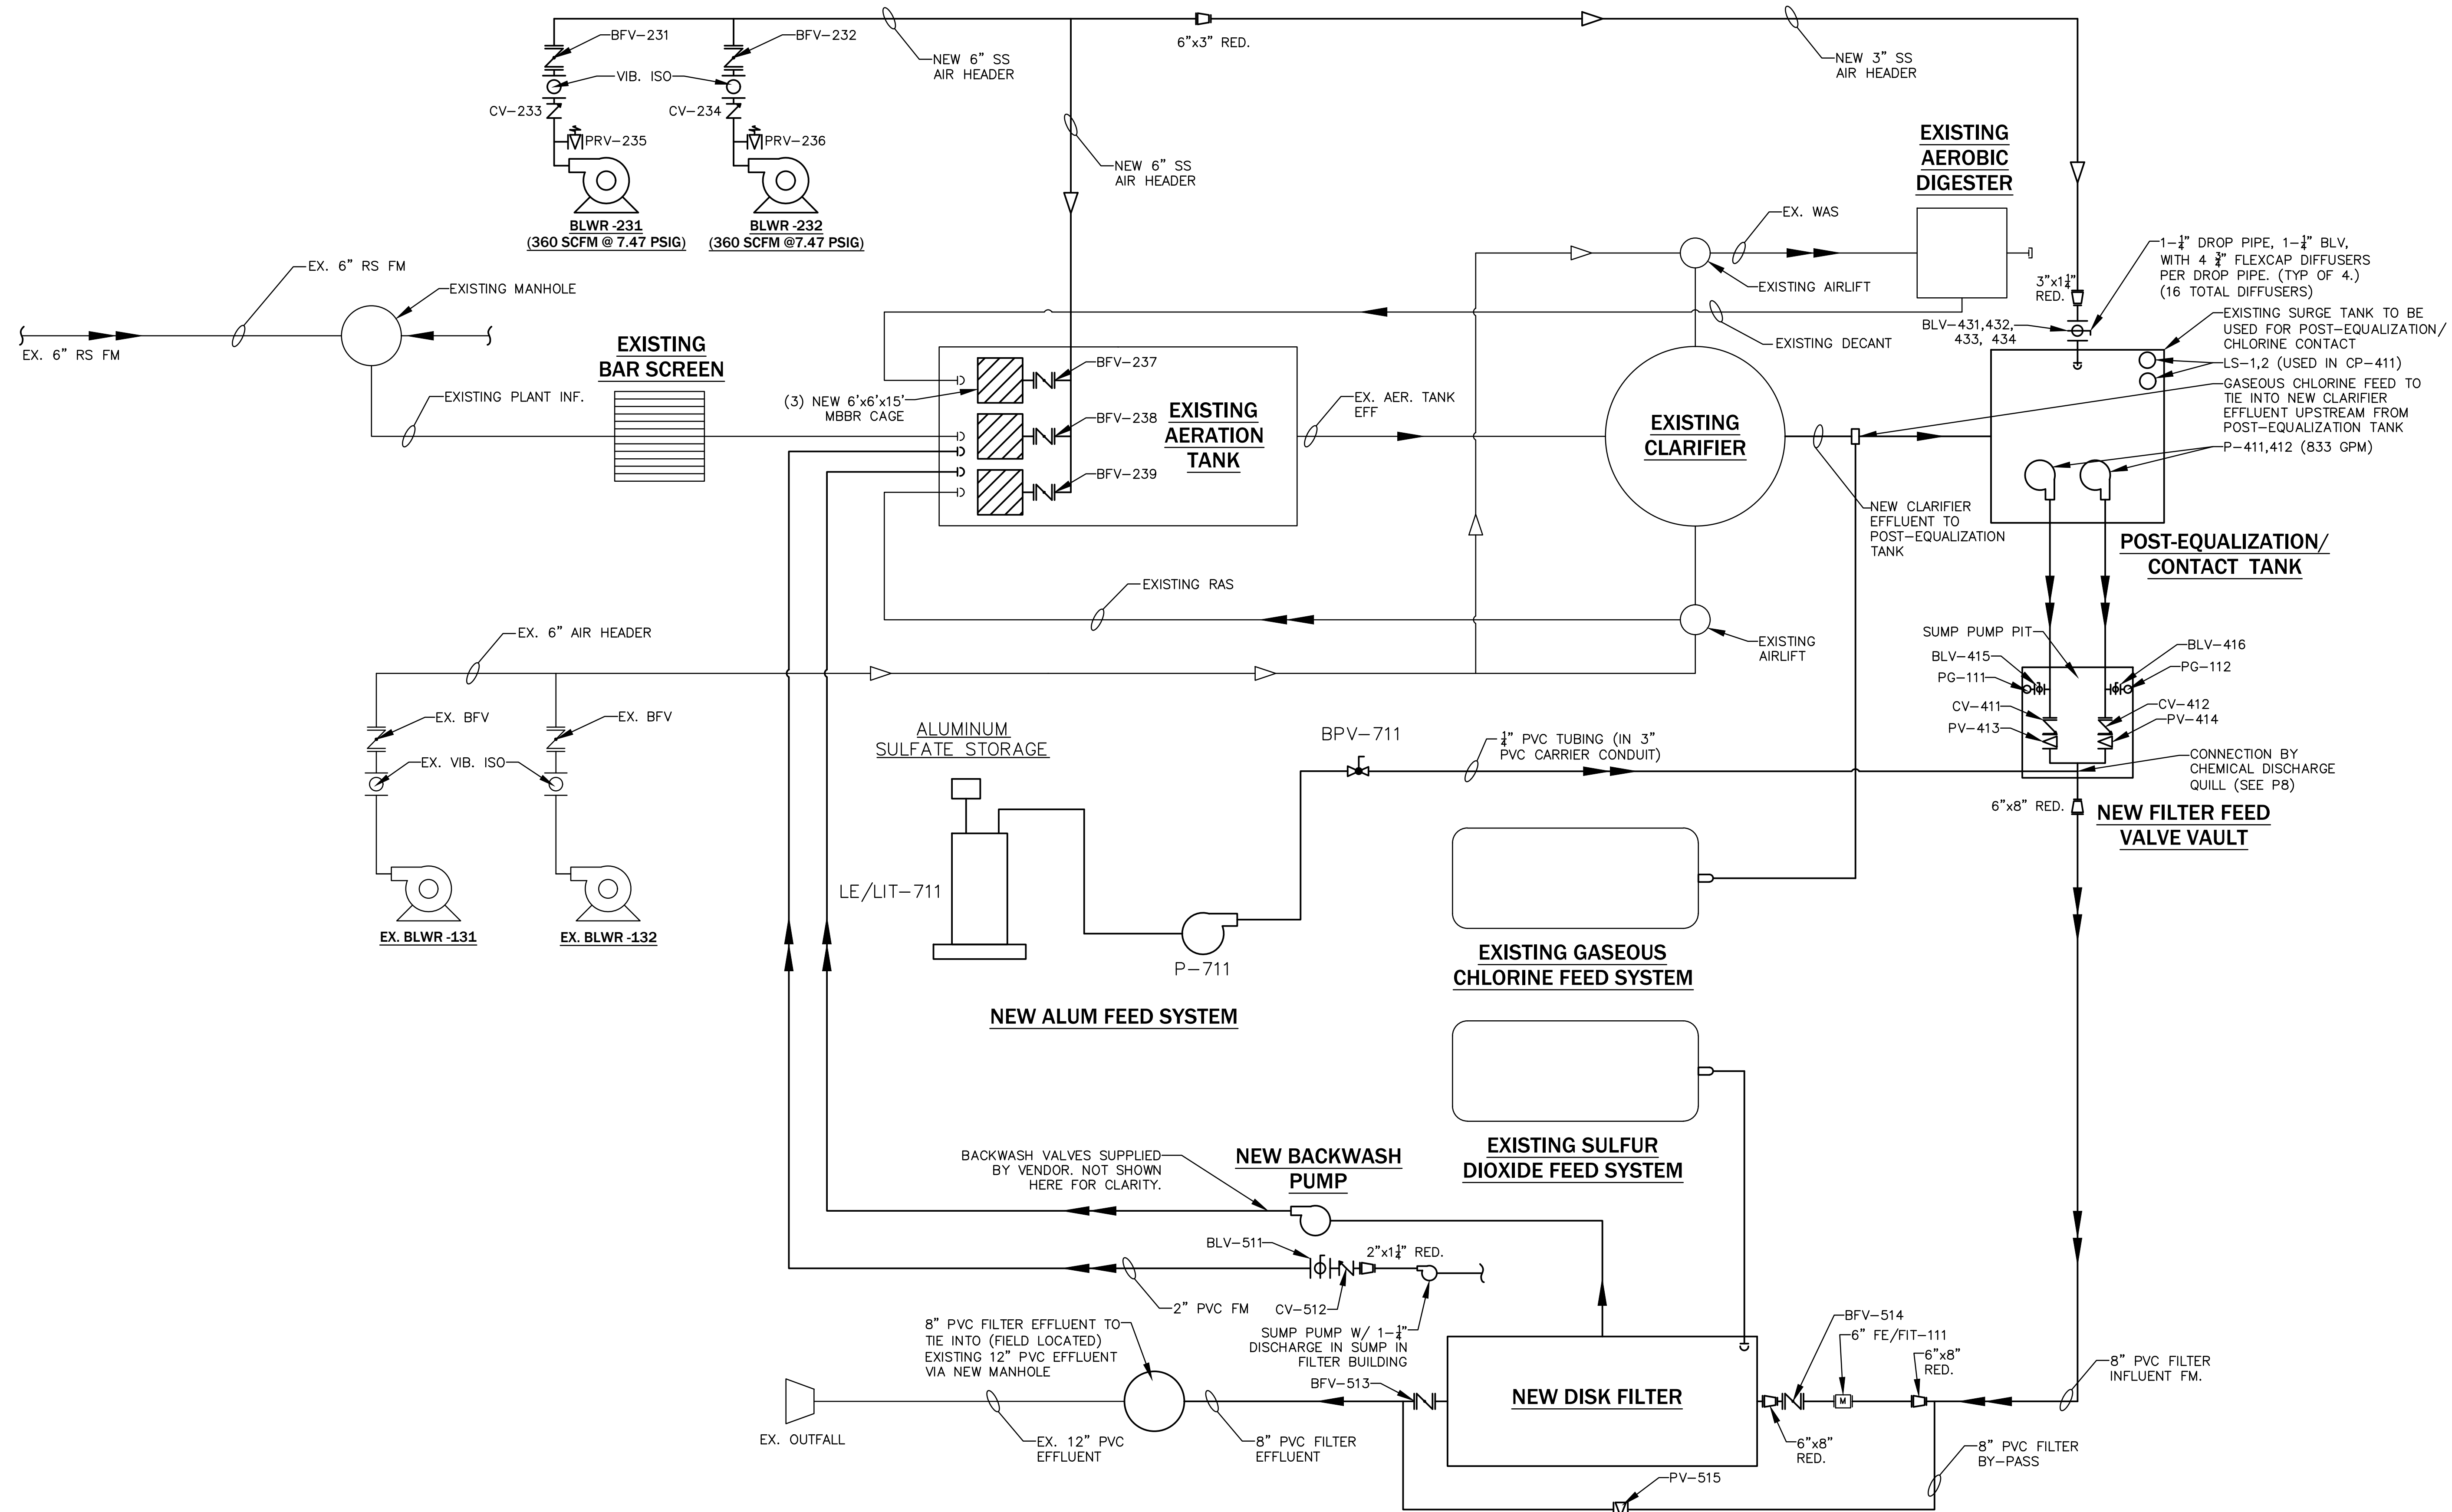 BFV-231
BFV-232
VIB. ISO
CV-233
CV-234
PRV-235
PRV-236
BLWR -231
(360 SCFM @ 7.47 PSIG)
BLWR -232
(360 SCFM @7.47 PSIG)
NEW 6" SS
AIR HEADER
6"x3" RED.
NEW 3" SS
AIR HEADER
NEW 6" SS
AIR HEADER
EXISTING
AEROBIC
DIGESTER
EX. WAS
EXISTING AIRLIFT
EXISTING DECANT
3"x1¼"
RED.
1-¼" DROP PIPE, 1-¼" BLV,
WITH 4 ¾" FLEXCAP DIFFUSERS
PER DROP PIPE. (TYP OF 4.)
(16 TOTAL DIFFUSERS)
BLV-431,432,
433, 434
EXISTING SURGE TANK TO BE
USED FOR POST-EQUALIZATION/
CHLORINE CONTACT
LS-1,2 (USED IN CP-411)
GASEOUS CHLORINE FEED TO
TIE INTO NEW CLARIFIER
EFFLUENT UPSTREAM FROM
POST-EQUALIZATION TANK
P-411,412 (833 GPM)
EX. 6" RS FM
EXISTING MANHOLE
EX. 6" RS FM
EXISTING
BAR SCREEN
EXISTING PLANT INF.
(3) NEW 6'x6'x15'
MBBR CAGE
BFV-237
BFV-238
BFV-239
EXISTING
AERATION
TANK
EX. AER. TANK
EFF
EXISTING
CLARIFIER
NEW CLARIFIER
EFFLUENT TO
POST-EQUALIZATION
TANK
POST-EQUALIZATION/
CONTACT TANK
EXISTING RAS
EXISTING
AIRLIFT
EX. 6" AIR HEADER
EX. BFV
EX. BFV
EX. VIB. ISO
EX. BLWR -131
EX. BLWR -132
SUMP PUMP PIT
BLV-415
BLV-416
PG-111
PG-112
CV-411
CV-412
PV-413
PV-414
CONNECTION BY
CHEMICAL DISCHARGE
QUILL (SEE P8)
6"x8" RED.
NEW FILTER FEED
VALVE VAULT
ALUMINUM
SULFATE STORAGE
BPV-711
¼" PVC TUBING (IN 3"
PVC CARRIER CONDUIT)
LE/LIT-711
P-711
NEW ALUM FEED SYSTEM
EXISTING GASEOUS
CHLORINE FEED SYSTEM
EXISTING SULFUR
DIOXIDE FEED SYSTEM
BACKWASH VALVES SUPPLIED
BY VENDOR. NOT SHOWN
HERE FOR CLARITY.
NEW BACKWASH
PUMP
BLV-511
2"x1¼" RED.
2" PVC FM
CV-512
SUMP PUMP W/ 1-¼"
DISCHARGE IN SUMP IN
FILTER BUILDING
8" PVC FILTER EFFLUENT TO
TIE INTO (FIELD LOCATED)
EXISTING 12" PVC EFFLUENT
VIA NEW MANHOLE
BFV-513
NEW DISK FILTER
BFV-514
6" FE/FIT-111
6"x8"
RED.
M
8" PVC FILTER
INFLUENT FM.
EX. OUTFALL
EX. 12" PVC
EFFLUENT
8" PVC FILTER
EFFLUENT
6"x8"
RED.
8" PVC FILTER
BY-PASS
PV-515